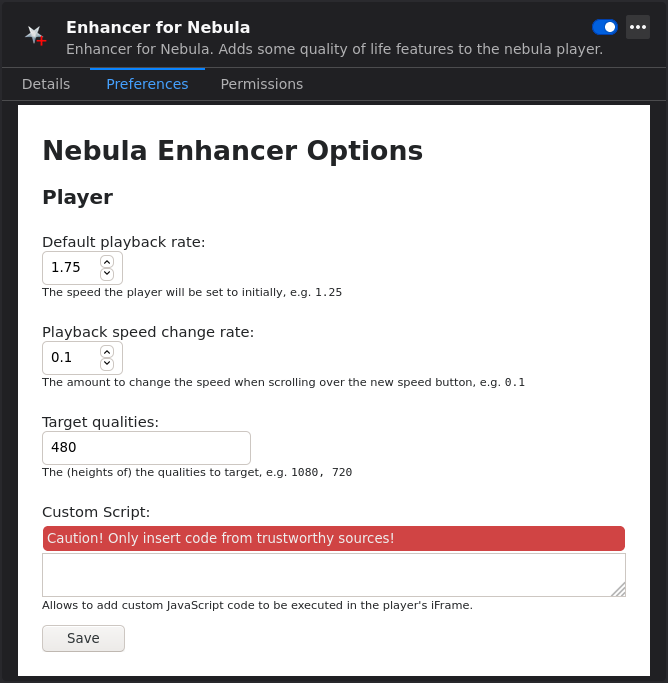 Enhancer for Nebula
Enhancer for Nebula. Adds some quality of life features to the nebula player.
Details Preferences Permissions
Nebula Enhancer Options
Player
Default playback rate:
1.75
The speed the player will be set to initially, e.g. 1.25
Playback speed change rate:
0.1
The amount to change the speed when scrolling over the new speed button, e.g. 0.1
Target qualities:
480
The (heights of) the qualities to target, e.g. 1080, 720
Custom Script:
Caution! Only insert code from trustworthy sources!
Allows to add custom JavaScript code to be executed in the player's iFrame.
Save